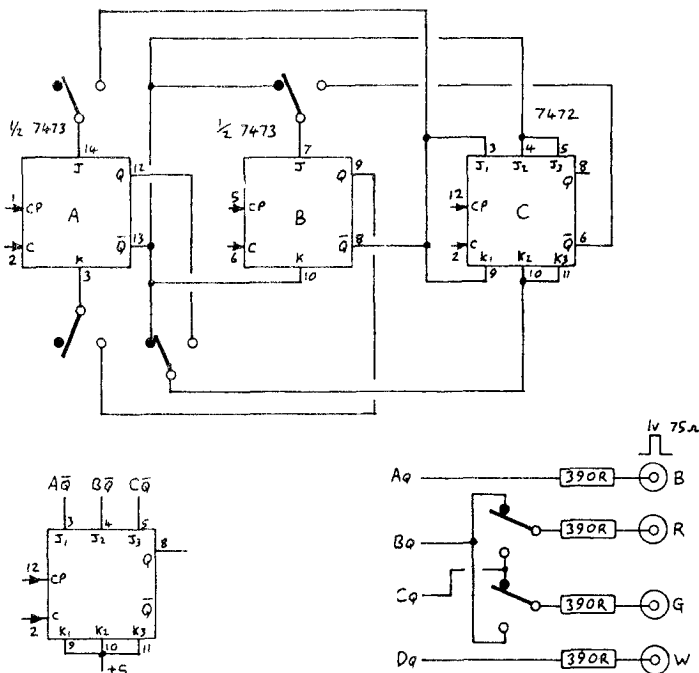 ½ 7473
14
J
12
Q
1
CP
A
13
Q̅
C
2
K
3
½ 7473
7
J
9
Q
5
CP
B
8
Q̅
C
6
K
10
7472
3 4 5
J₁ J₂ J₃
8
Q
12
CP
C
6
Q̅
C
2
K₁ K₂ K₃
9 10 11
AQ̅ BQ̅ CQ̅
3 4 5
J₁ J₂ J₃
8
Q
12
CP
Q̅
C
2
K₁ K₂ K₃
9 10 11
+5
1v 75Ω
AQ 390R B
BQ 390R R
CQ 390R G
DQ 390R W